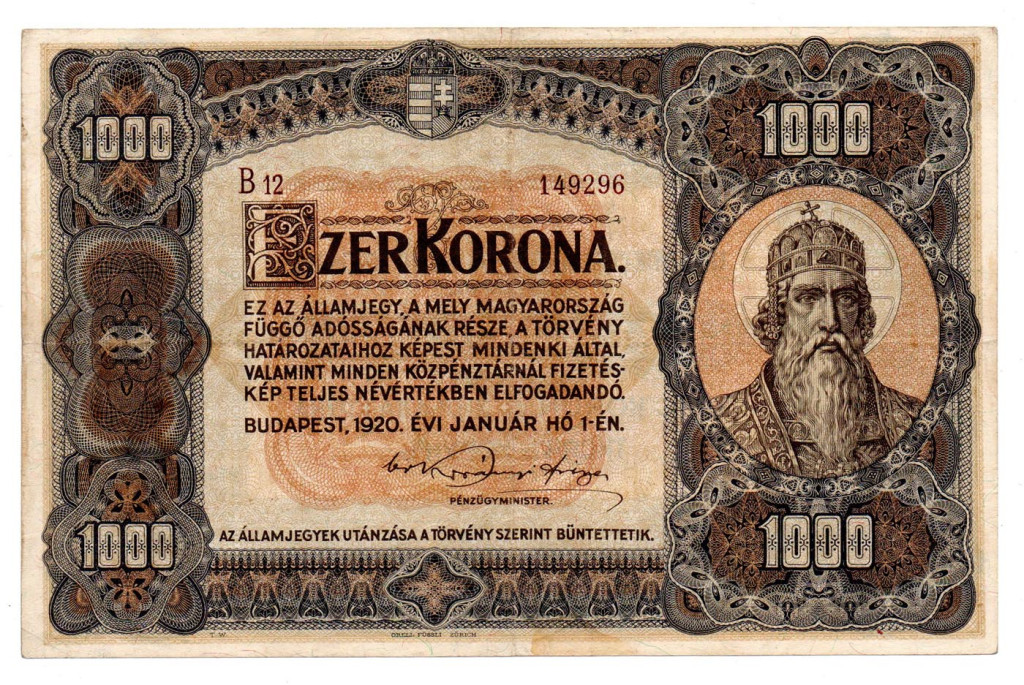 1000
1000
B 12
149296
EZER KORONA.
EZ AZ ÁLLAMJEGY, A MELY MAGYARORSZÁG
FÜGGŐ ADÓSSÁGÁNAK RÉSZE, A TÖRVÉNY
HATÁROZATAIHOZ KÉPEST MINDENKI ÁLTAL,
VALAMINT MINDEN KÖZPÉNZTÁRNÁL FIZETÉS-
KÉP TELJES NÉVÉRTÉKBEN ELFOGADANDÓ.
BUDAPEST, 1920. ÉVI JANUÁR HÓ 1-ÉN.
PÉNZÜGYMINISTER.
1000
1000
AZ ÁLLAMJEGYEK UTÁNZÁSA A TÖRVÉNY SZERINT BÜNTETTETIK.
T. W.
ORELL FÜSSLI ZÜRICH